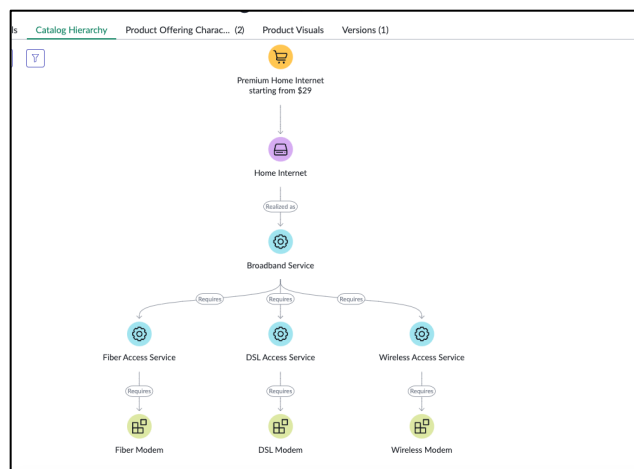 ls Catalog Hierarchy Product Offering Charac... (2) Product Visuals Versions (1)
Premium Home Internet
starting from $29
Home Internet
Realized as
Broadband Service
Requires Requires Requires
Fiber Access Service DSL Access Service Wireless Access Service
Requires Requires Requires
Fiber Modem DSL Modem Wireless Modem